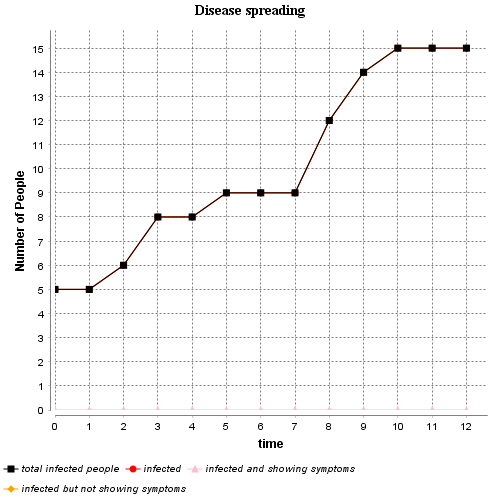 Disease spreading
Number of People
15
14
13
12
11
10
9
8
7
6
5
4
3
2
1
0
0 1 2 3 4 5 6 7 8 9 10 11 12
time
total infected people infected infected and showing symptoms
infected but not showing symptoms